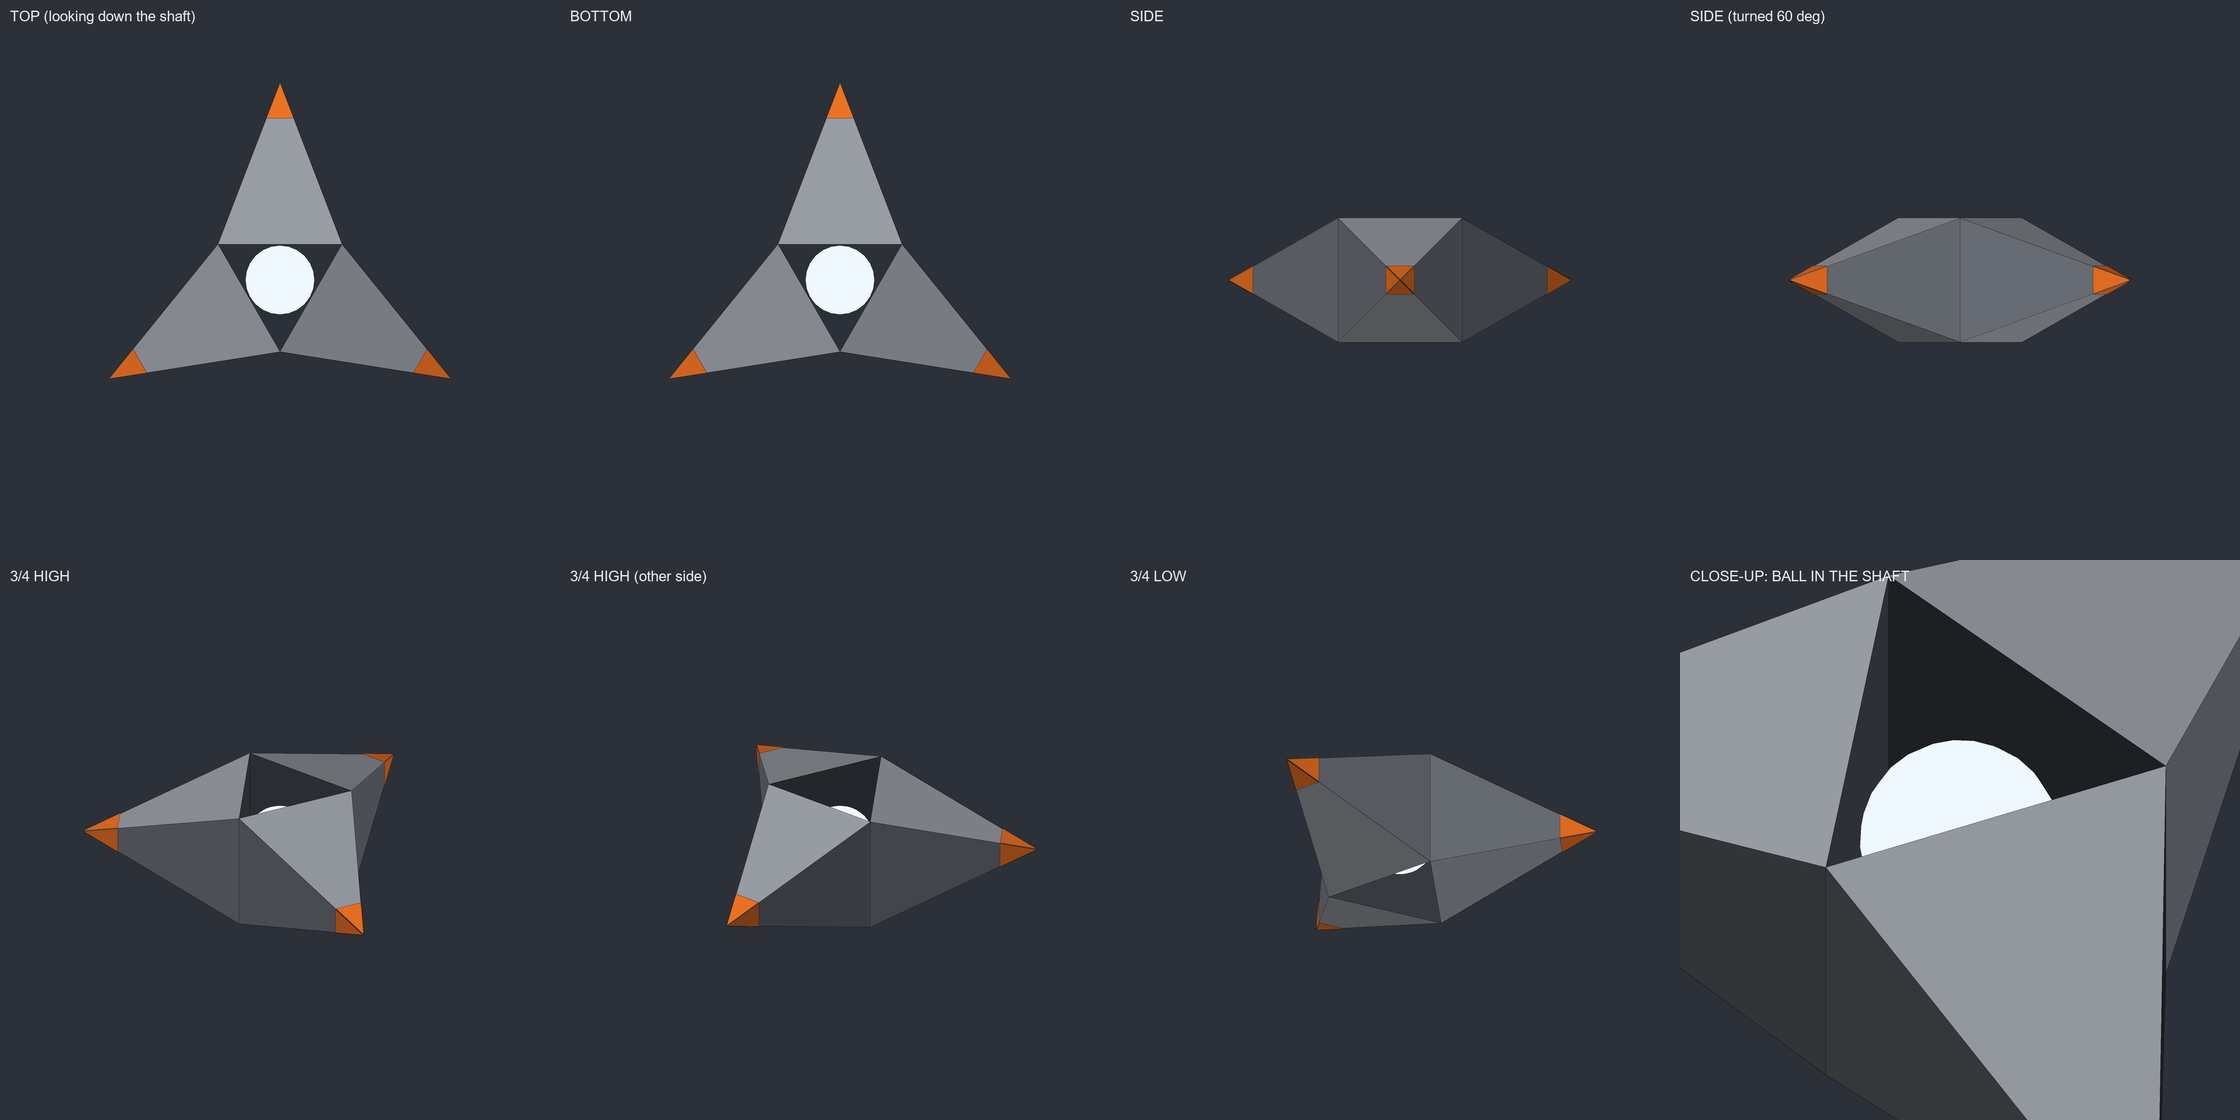 TOP (looking down the shaft)
BOTTOM
SIDE
SIDE (turned 60 deg)
3/4 HIGH
3/4 HIGH (other side)
3/4 LOW
CLOSE-UP: BALL IN THE SHAFT